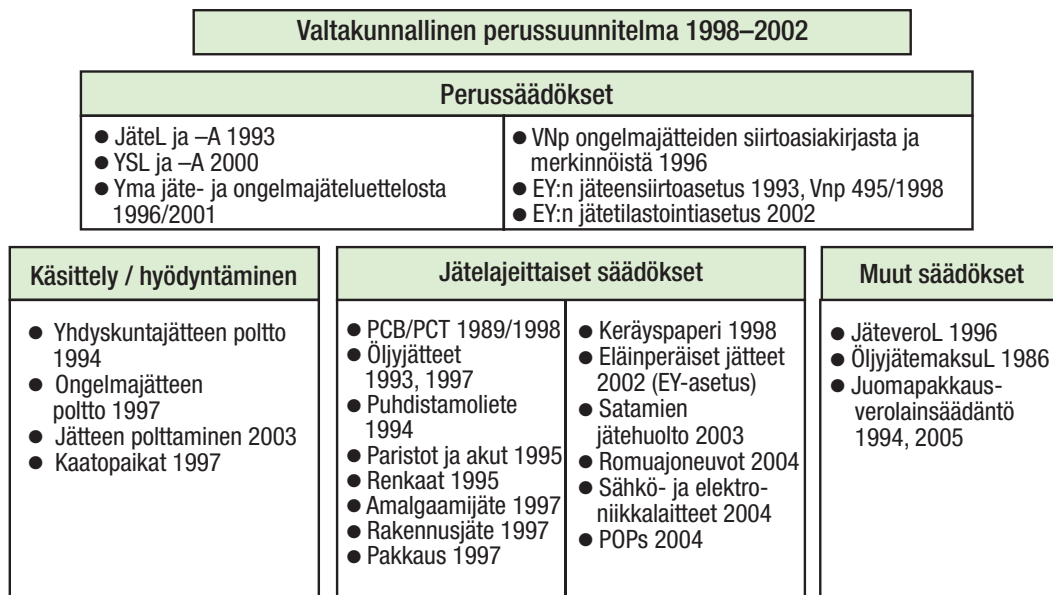 Valtakunnallinen perussuunnitelma 1998–2002
Perussäädökset
● JäteL ja –A 1993
● YSL ja –A 2000
● Yma jäte- ja ongelmajäteluettelosta
1996/2001
● VNp ongelmajätteiden siirtoasiakirjasta ja
merkinnöistä 1996
● EY:n jäteensiirtoasetus 1993, Vnp 495/1998
● EY:n jätetilastointiasetus 2002
Käsittely / hyödyntäminen
● Yhdyskuntajätteen poltto
1994
● Ongelmajätteen
poltto 1997
● Jätteen polttaminen 2003
● Kaatopaikat 1997
Jätelajeittaiset säädökset
● PCB/PCT 1989/1998
● Öljyjätteet
1993, 1997
● Puhdistamoliete
1994
● Paristot ja akut 1995
● Renkaat 1995
● Amalgaamijäte 1997
● Rakennusjäte 1997
● Pakkaus 1997
● Keräyspaperi 1998
● Eläinperäiset jätteet
2002 (EY-asetus)
● Satamien
jätehuolto 2003
● Romuajoneuvot 2004
● Sähkö- ja elektro-
niikkalaitteet 2004
● POPs 2004
Muut säädökset
● JäteveroL 1996
● ÖljyjätemaksuL 1986
● Juomapakkaus-
verolainsäädäntö
1994, 2005